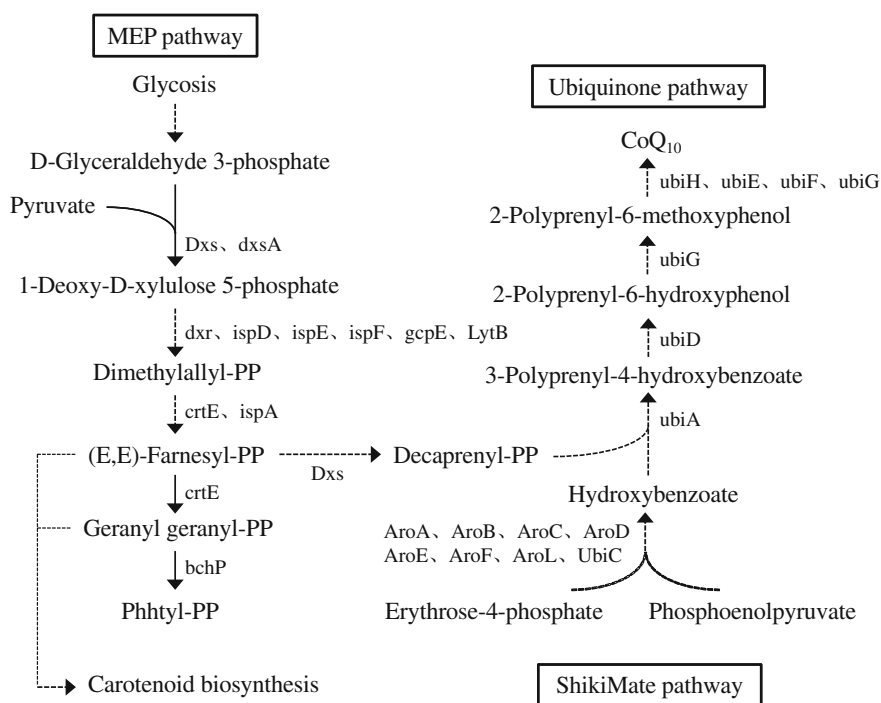 MEP pathway
Glycosis
D-Glyceraldehyde 3-phosphate
Pyruvate
Dxs、dxsA
1-Deoxy-D-xylulose 5-phosphate
dxr、ispD、ispE、ispF、gcpE、LytB
Dimethylallyl-PP
crtE、ispA
(E,E)-Farnesyl-PP
Dxs
crtE
Geranyl geranyl-PP
bchP
Phhtyl-PP
Carotenoid biosynthesis
Ubiquinone pathway
CoQ₁₀
ubiH、ubiE、ubiF、ubiG
2-Polyprenyl-6-methoxyphenol
ubiG
2-Polyprenyl-6-hydroxyphenol
ubiD
3-Polyprenyl-4-hydroxybenzoate
ubiA
Decaprenyl-PP
Hydroxybenzoate
AroA、AroB、AroC、AroD
AroE、AroF、AroL、UbiC
Erythrose-4-phosphate
Phosphoenolpyruvate
ShikiMate pathway